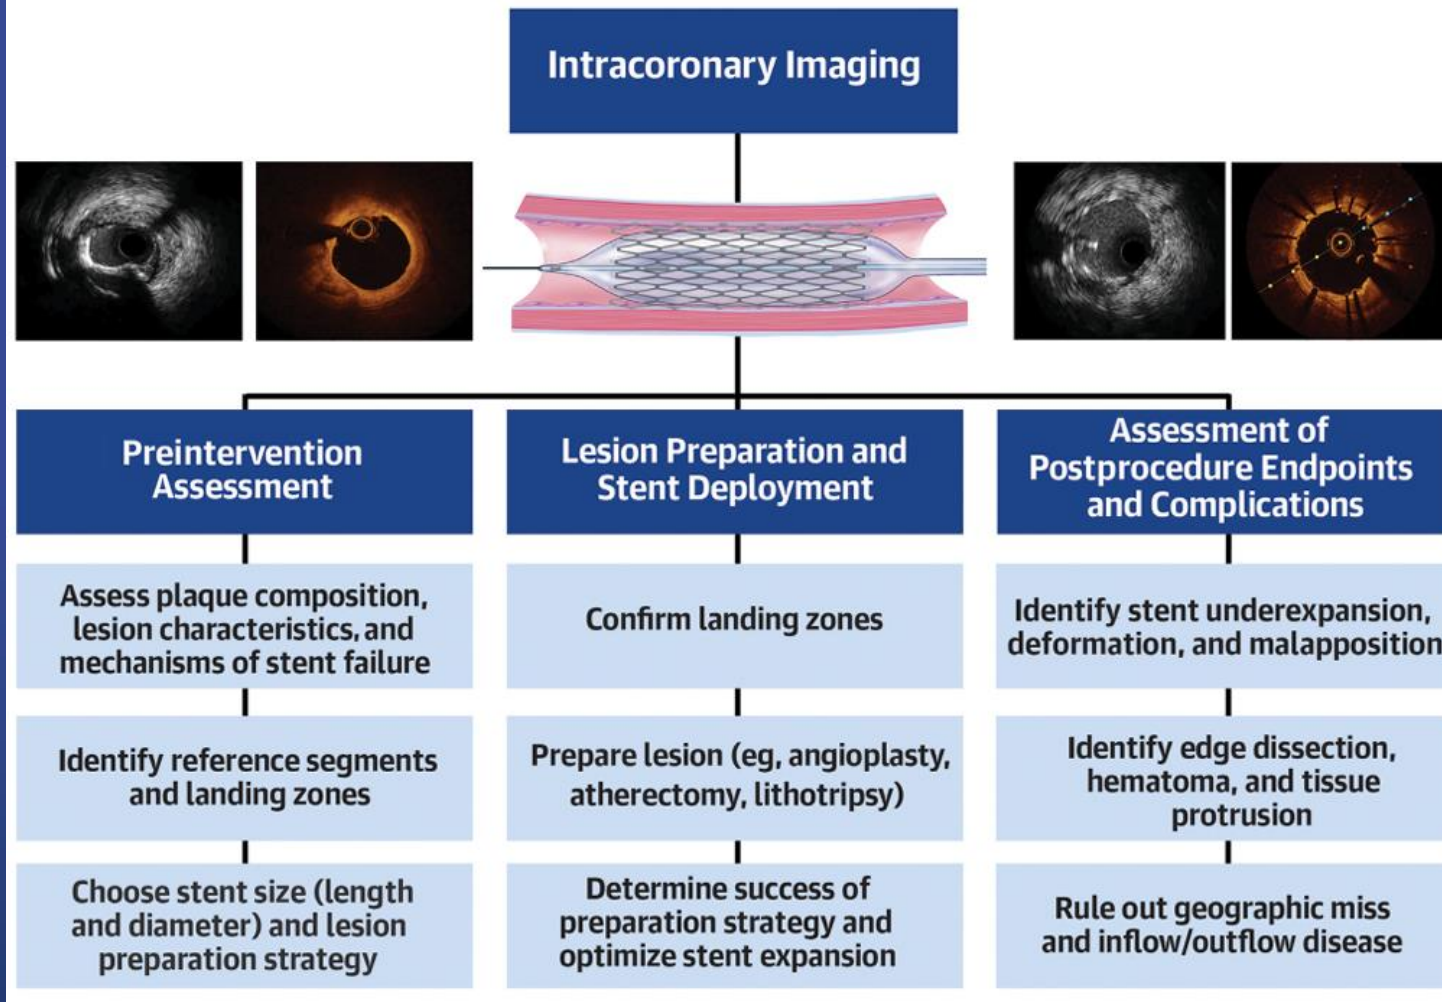 Intracoronary Imaging
Preintervention
Assessment
Assess plaque composition,
lesion characteristics, and
mechanisms of stent failure
Identify reference segments
and landing zones
Choose stent size (length
and diameter) and lesion
preparation strategy
Lesion Preparation and
Stent Deployment
Confirm landing zones
Prepare lesion (eg, angioplasty,
atherectomy, lithotripsy)
Determine success of
preparation strategy and
optimize stent expansion
Assessment of
Postprocedure Endpoints
and Complications
Identify stent underexpansion,
deformation, and malapposition
Identify edge dissection,
hematoma, and tissue
protrusion
Rule out geographic miss
and inflow/outflow disease